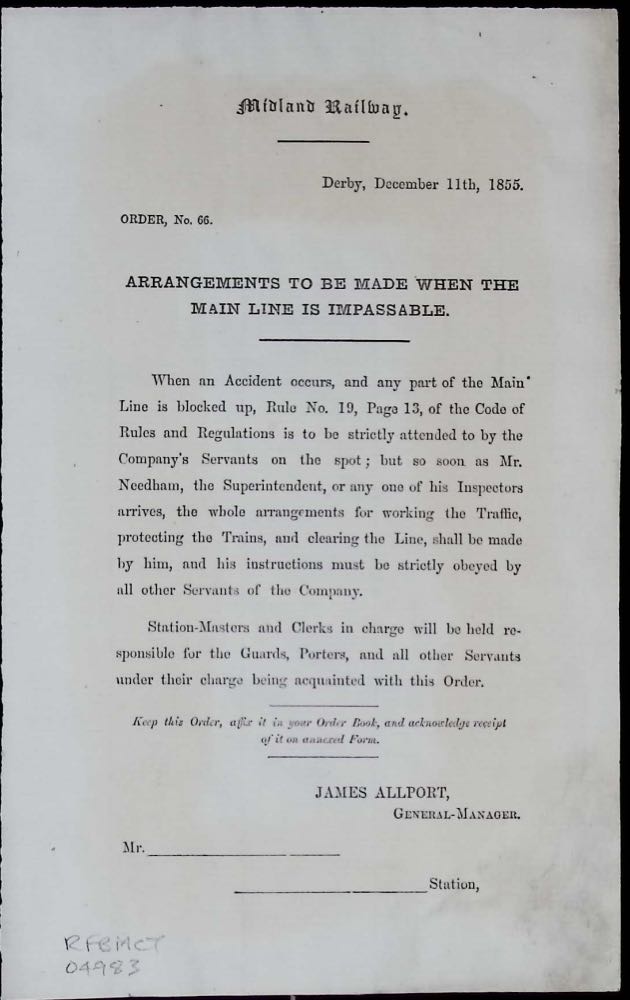 Midland Railway.
Derby, December 11th, 1855.
ORDER, No. 66.
ARRANGEMENTS TO BE MADE WHEN THE
MAIN LINE IS IMPASSABLE.
When an Accident occurs, and any part of the Main
Line is blocked up, Rule No. 19, Page 13, of the Code of
Rules and Regulations is to be strictly attended to by the
Company's Servants on the spot; but so soon as Mr.
Needham, the Superintendent, or any one of his Inspectors
arrives, the whole arrangements for working the Traffic,
protecting the Trains, and clearing the Line, shall be made
by him, and his instructions must be strictly obeyed by
all other Servants of the Company.
Station-Masters and Clerks in charge will be held re-
sponsible for the Guards, Porters, and all other Servants
under their charge being acquainted with this Order.
Keep this Order, affix it in your Order Book, and acknowledge receipt
of it on annexed Form.
JAMES ALLPORT,
GENERAL-MANAGER.
Mr.
Station,
RFBMCT
04983